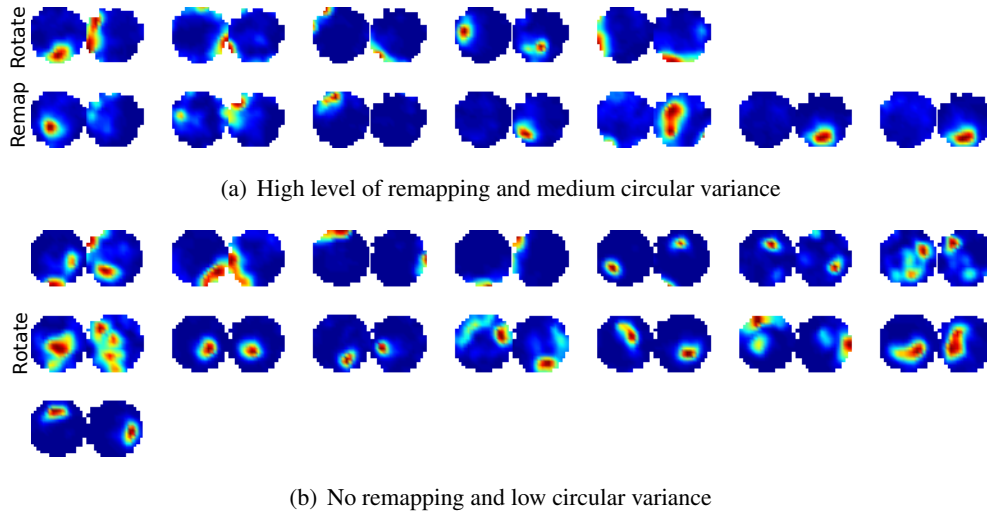 Rotate
Remap
(a) High level of remapping and medium circular variance
Rotate
(b) No remapping and low circular variance